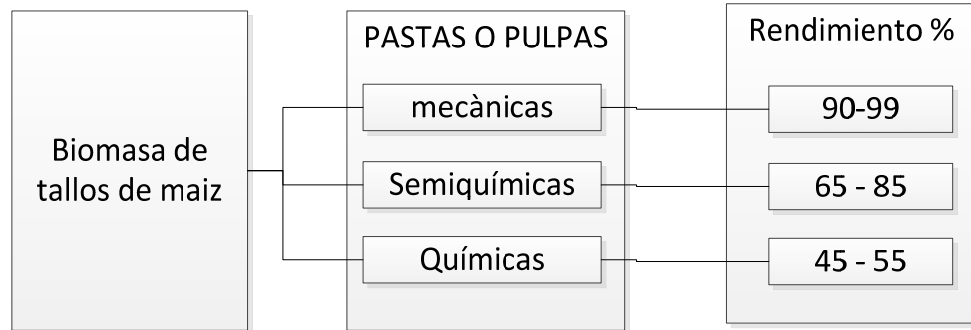 Biomasa de
tallos de maiz
PASTAS O PULPAS
mecànicas
Semiquímicas
Químicas
Rendimiento %
90-99
65 - 85
45 - 55